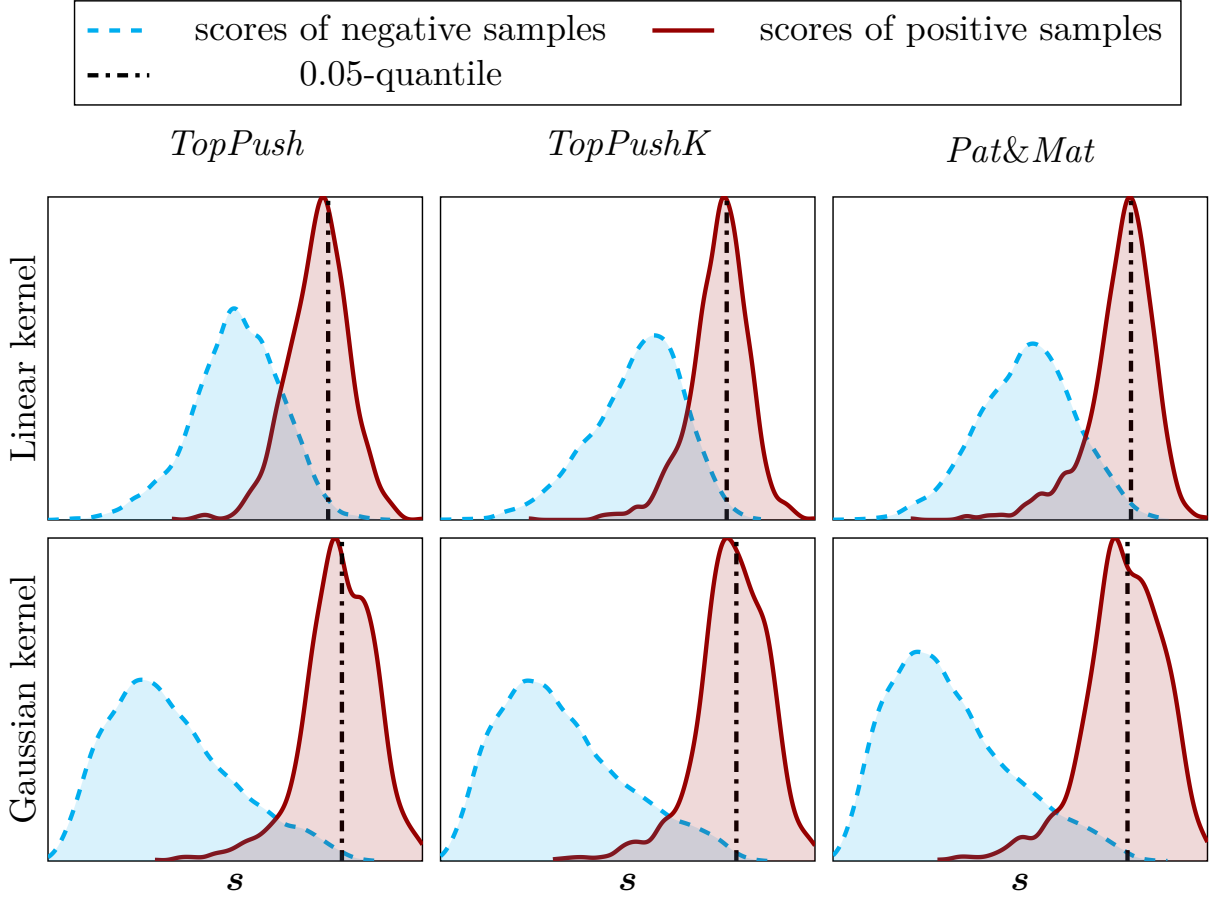 scores of negative samples scores of positive samples
0.05-quantile
TopPush TopPushK Pat&Mat
Linear kernel
Gaussian kernel
s s s